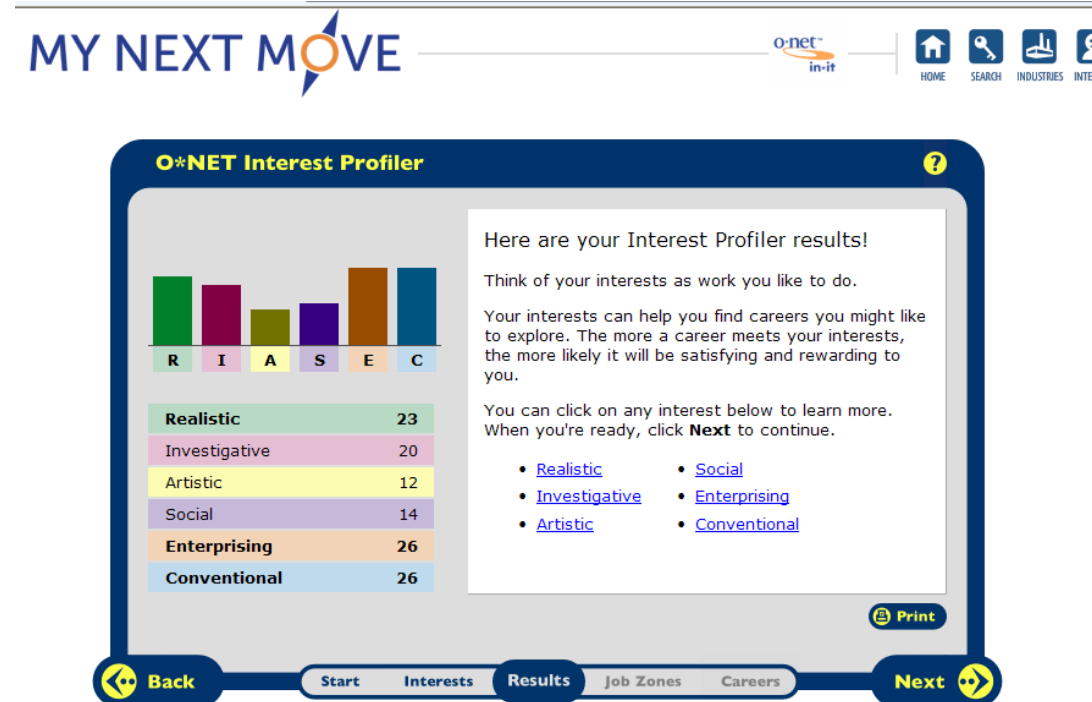 MY NEXT MOVE
o·net™
in·it
HOME SEARCH INDUSTRIES
O*NET Interest Profiler
?
R I A S E C
Realistic 23
Investigative 20
Artistic 12
Social 14
Enterprising 26
Conventional 26
Here are your Interest Profiler results!
Think of your interests as work you like to do.
Your interests can help you find careers you might like
to explore. The more a career meets your interests,
the more likely it will be satisfying and rewarding to
you.
You can click on any interest below to learn more.
When you're ready, click Next to continue.
• Realistic • Social
• Investigative • Enterprising
• Artistic • Conventional
Print
Back Start Interests Results Job Zones Careers Next